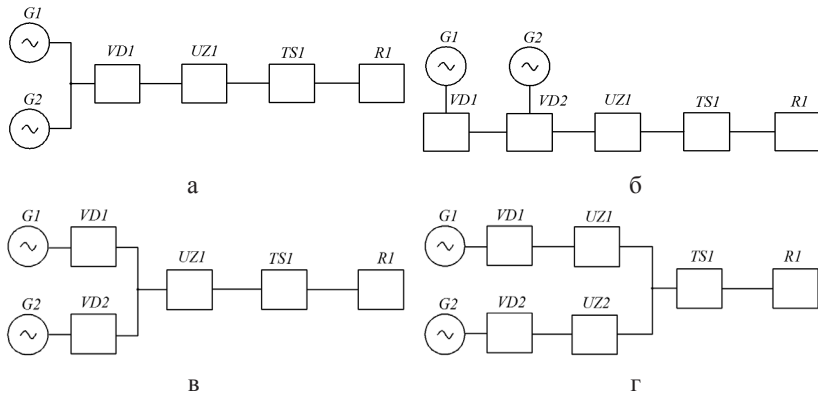 G1
VD1 UZ1 TS1 R1
G2
а
G1 G2
VD1 VD2 UZ1 TS1 R1
б
G1 VD1
UZ1 TS1 R1
G2 VD2
в
G1 VD1 UZ1
TS1 R1
G2 VD2 UZ2
г